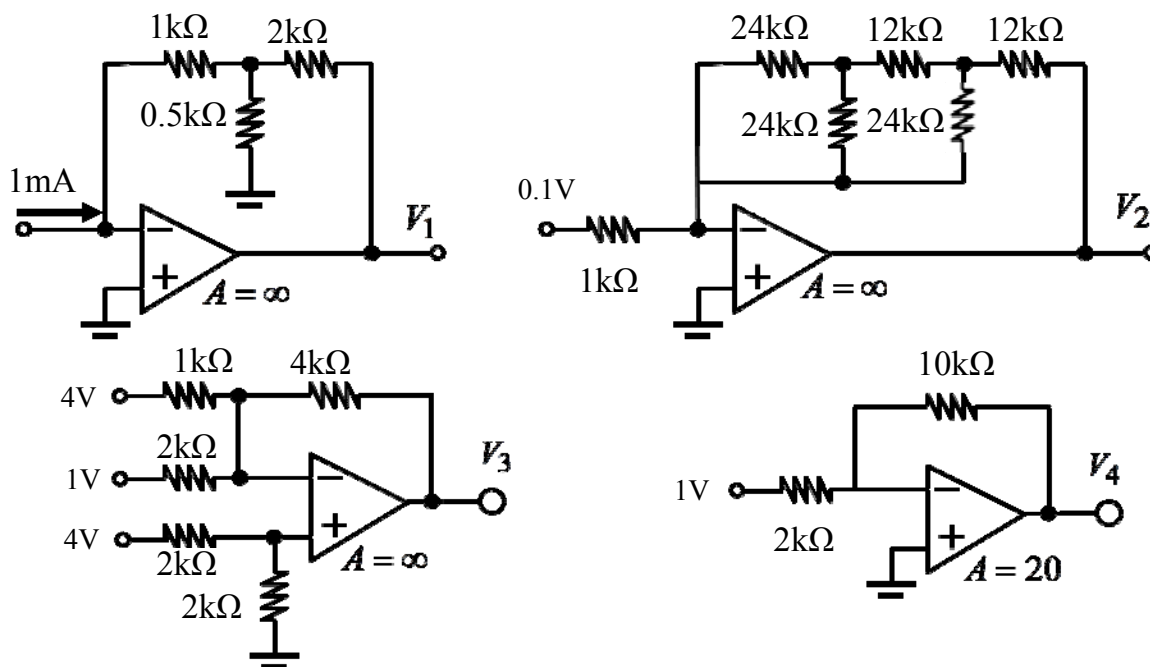 1kΩ 2kΩ
0.5kΩ
1mA
−
+
A = ∞
V1
24kΩ 12kΩ 12kΩ
24kΩ 24kΩ
0.1V
1kΩ
−
+
A = ∞
V2
1kΩ 4kΩ
4V
2kΩ
1V
4V
2kΩ
2kΩ
−
+
A = ∞
V3
10kΩ
1V
2kΩ
−
+
A = 20
V4